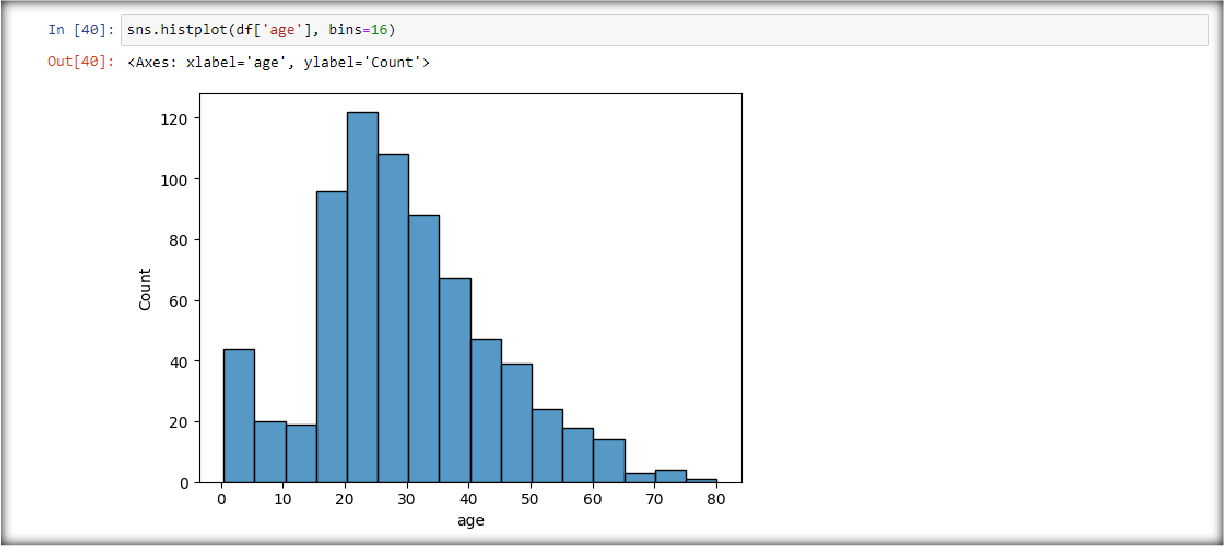 In [40]: sns.histplot(df['age'], bins=16)
Out[40]: <Axes: xlabel='age', ylabel='Count'>
120
100
80
60
40
20
0
Count
0 10 20 30 40 50 60 70 80
age